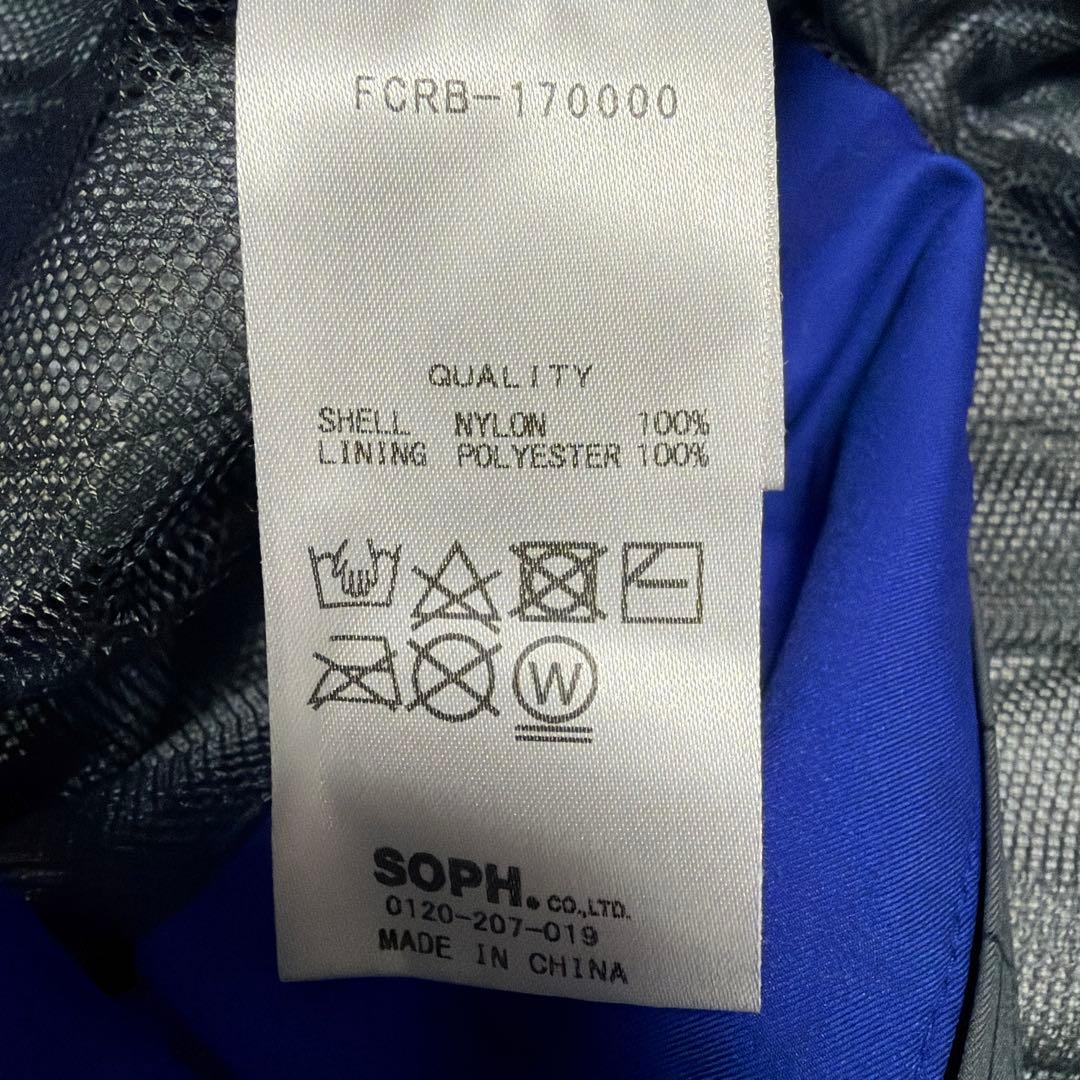 FCRB-170000
QUALITY
SHELL NYLON 100%
LINING POLYESTER 100%
W
SOPH. CO.,LTD.
0120-207-019
MADE IN CHINA